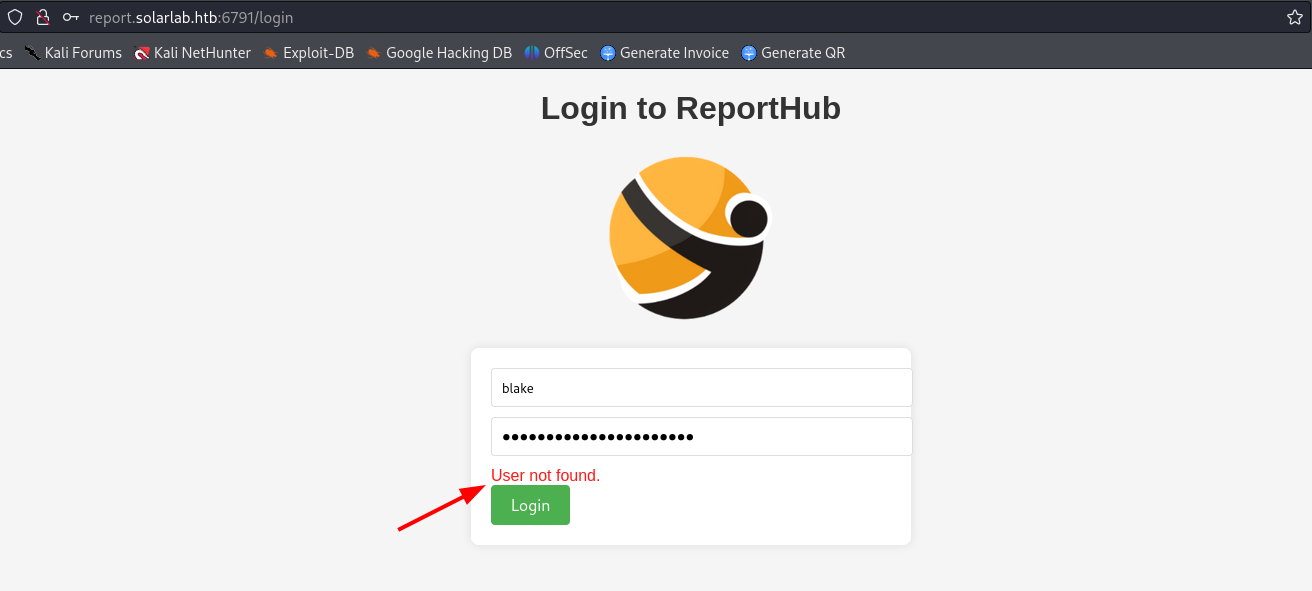 report.solarlab.htb:6791/login
cs Kali Forums Kali NetHunter Exploit-DB Google Hacking DB OffSec Generate Invoice Generate QR
Login to ReportHub
blake
••••••••••••••••••••••
User not found.
Login